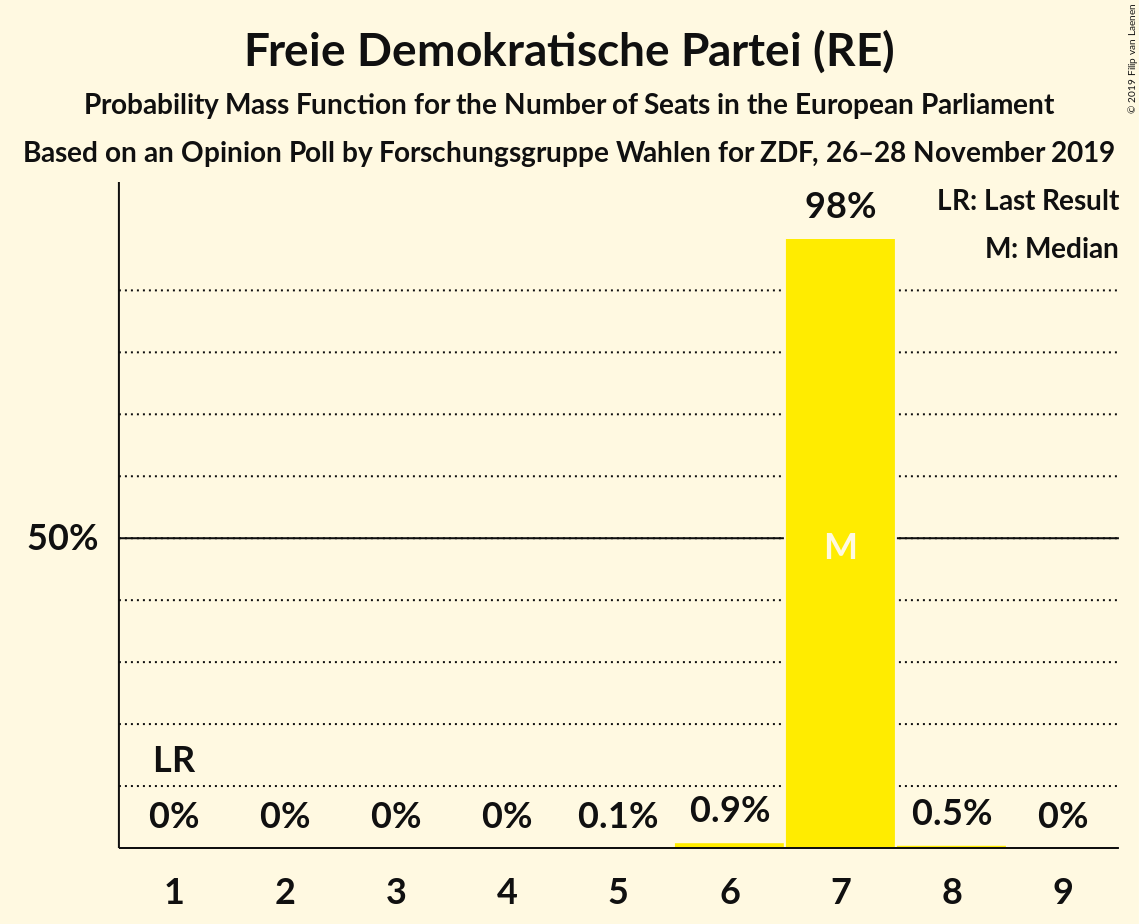 Freie Demokratische Partei (RE)
Probability Mass Function for the Number of Seats in the European Parliament
Based on an Opinion Poll by Forschungsgruppe Wahlen for ZDF, 26–28 November 2019
© 2019 Filip van Laenen
LR: Last Result
M: Median
98%
50%
M
LR
0% 0% 0% 0% 0.1% 0.9% 0.5% 0%
1 2 3 4 5 6 7 8 9